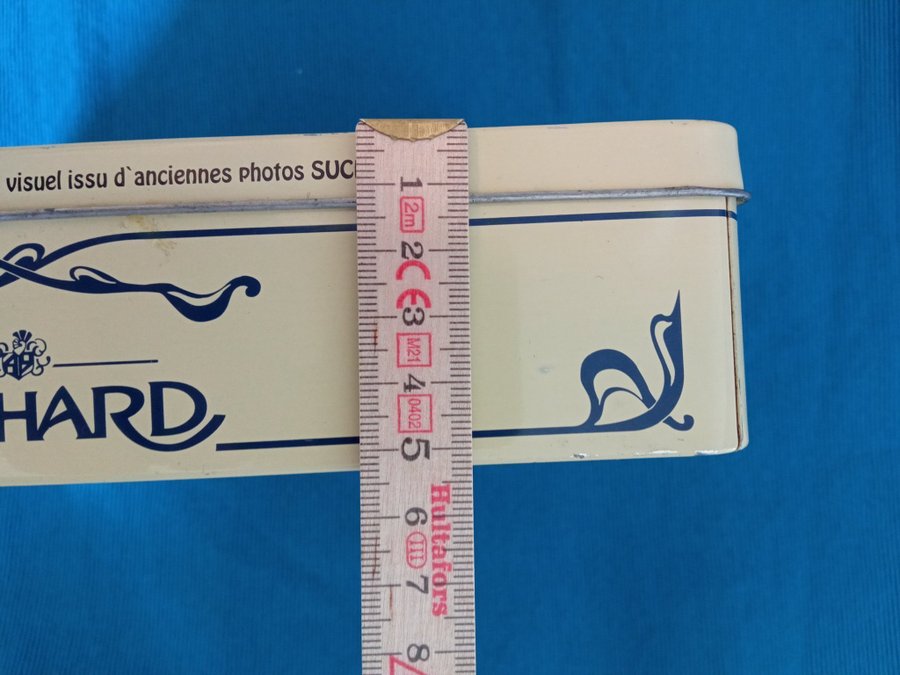 visuel issu d`anciennes photos SUC
HARD
1
2m
2
CE
3
M21
4
0402
5
6
III
Hultafors
7
8